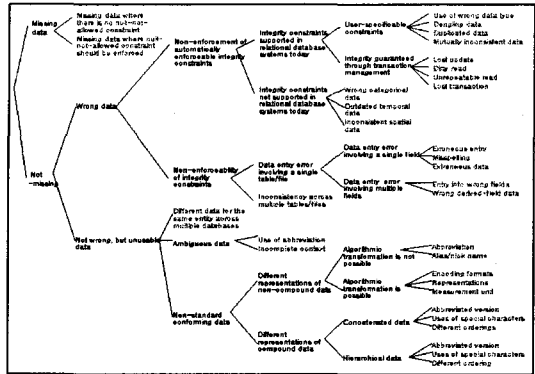 Missing data
Missing data where there is no null-not-allowed constraint
Missing data where null-not-allowed constraint should be enforced
Not-missing
Wrong data
Non-enforcement of automatically enforceable integrity constraints
Integrity constraints supported in relational database systems today
User-specifiable constraints
Use of wrong data type
Dangling data
Duplicated data
Mutually inconsistent data
Integrity guaranteed through transaction management
Lost update
Dirty read
Unrepeatable read
Lost transaction
Integrity constraints not supported in relational database systems today
Wrong categorical data
Outdated temporal data
Inconsistent spatial data
Non-enforceability of integrity constraints
Data entry error involving a single table/file
Data entry error involving a single field
Erroneous entry
Misspelling
Extraneous data
Data entry error involving multiple fields
Entry into wrong fields
Wrong derived-field data
Inconsistency across multiple tables/files
Not wrong, but unusable data
Different data for the same entity across multiple databases
Ambiguous data
Use of abbreviation
Incomplete context
Non-standard conforming data
Different representations of non-compound data
Algorithmic transformation is not possible
Abbreviation
Alias/nick name
Algorithmic transformation is possible
Encoding formats
Representations
Measurement unit
Different representations of compound data
Concatenated data
Abbreviated version
Uses of special characters
Different orderings
Hierarchical data
Abbreviated version
Uses of special characters
Different ordering